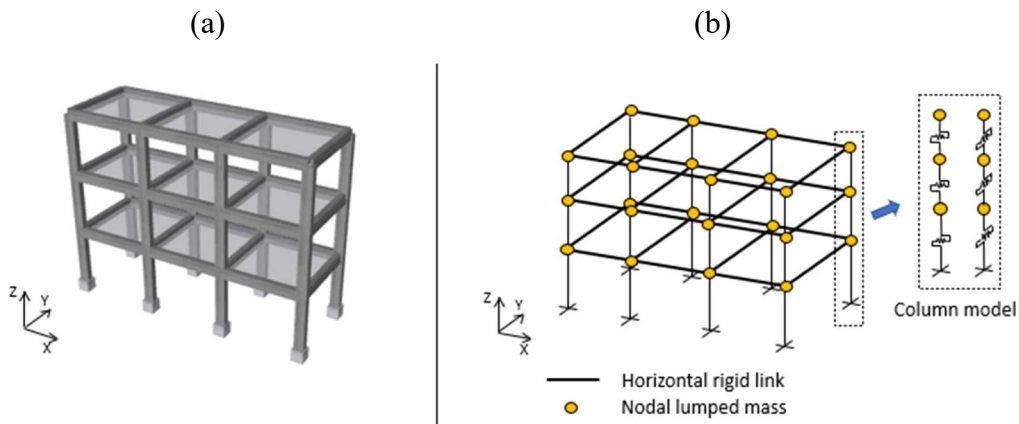 (a)
(b)
Z
Y
X
Z
Y
X
Column model
Horizontal rigid link
Nodal lumped mass